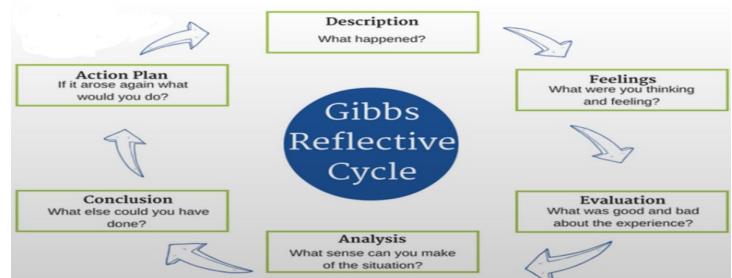 Description
What happened?
Feelings
What were you thinking
and feeling?
Evaluation
What was good and bad
about the experience?
Analysis
What sense can you make
of the situation?
Conclusion
What else could you have
done?
Action Plan
If it arose again what
would you do?
Gibbs
Reflective
Cycle